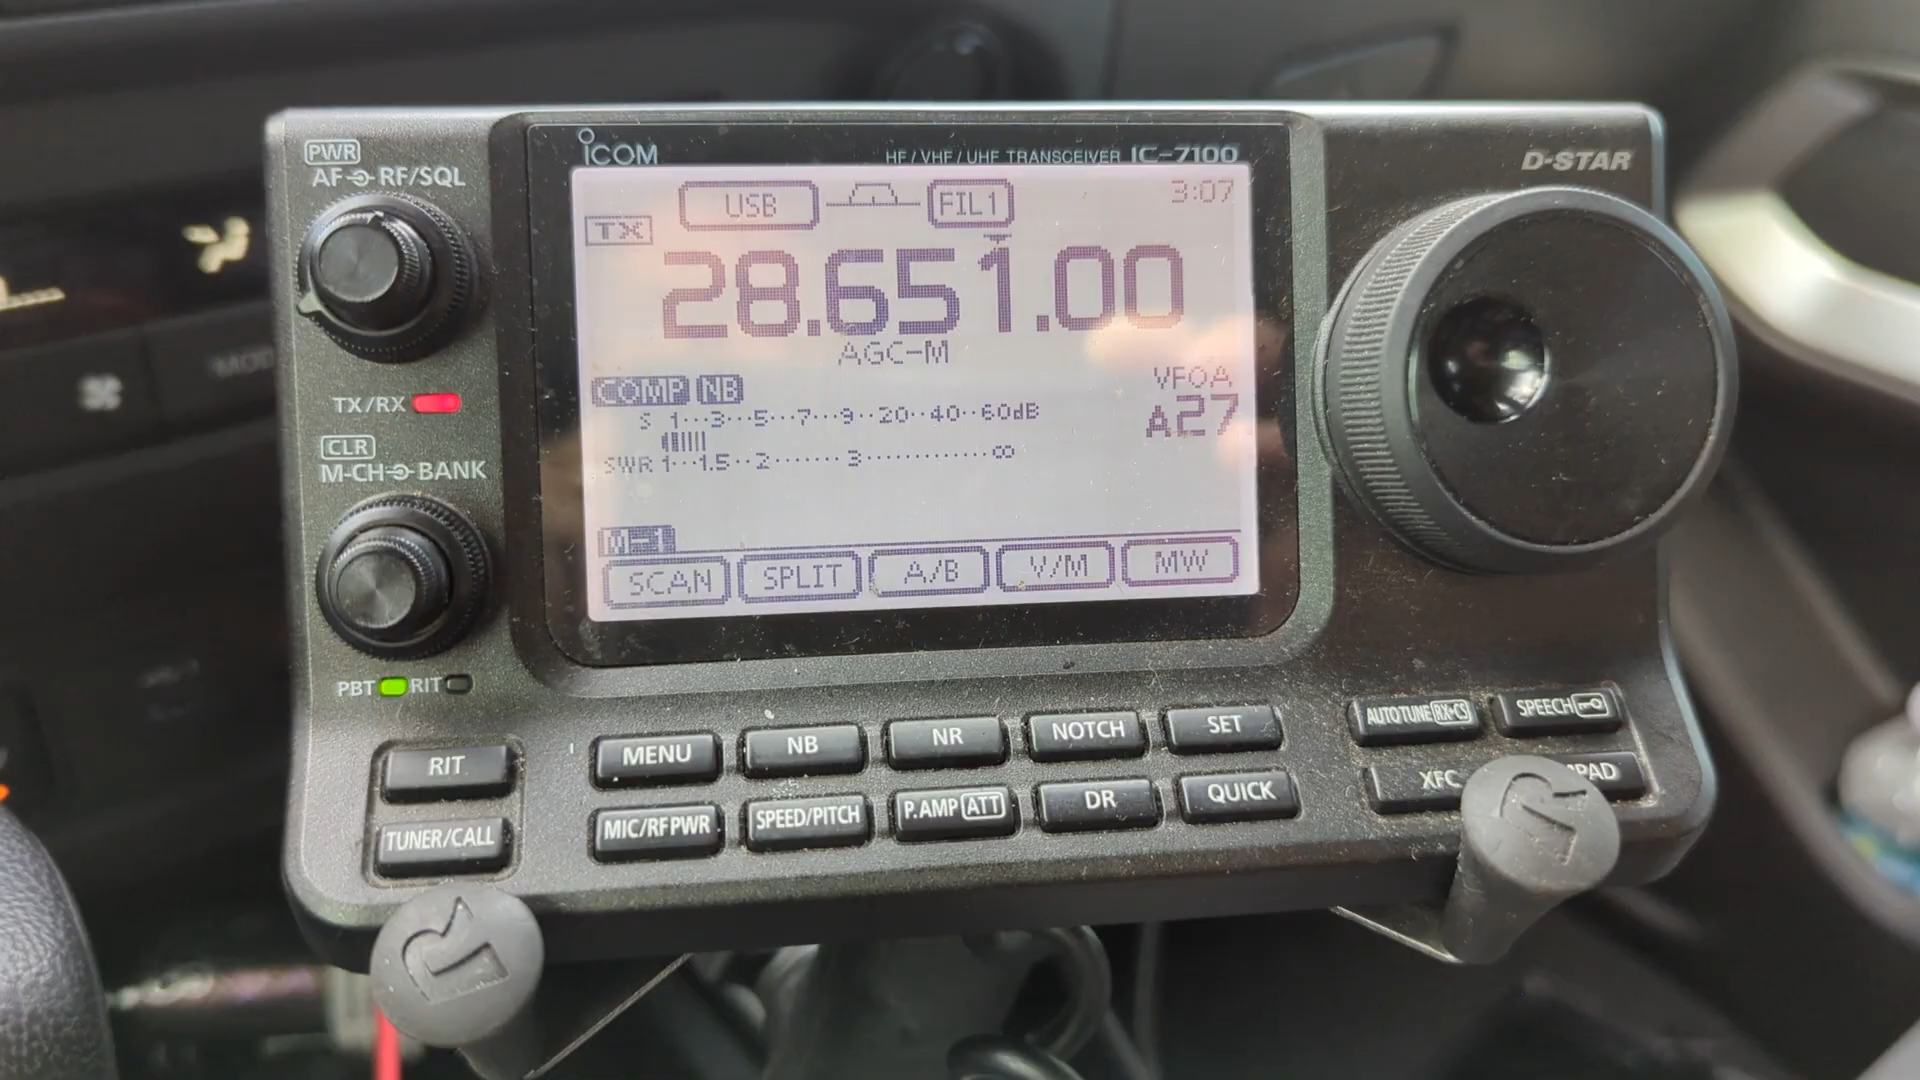 PWR
AF RF/SQL
ICOM
HF/VHF/UHF TRANSCEIVER IC-7100
D-STAR
USB
FIL1
3:07
TX
28.651.00
AGC-M
COMP NB
VFOA
A27
S 1···3···5···7···9··20··40··60dB
SWR 1···1.5··2·······3············∞
M-1
SCAN SPLIT A/B V/M MW
TX/RX
CLR
M-CH BANK
PBT RIT
MENU NB NR NOTCH SET
AUTOTUNE RX→CS SPEECH
RIT
MIC/RF PWR SPEED/PITCH P.AMP ATT DR QUICK
XFC
TUNER/CALL